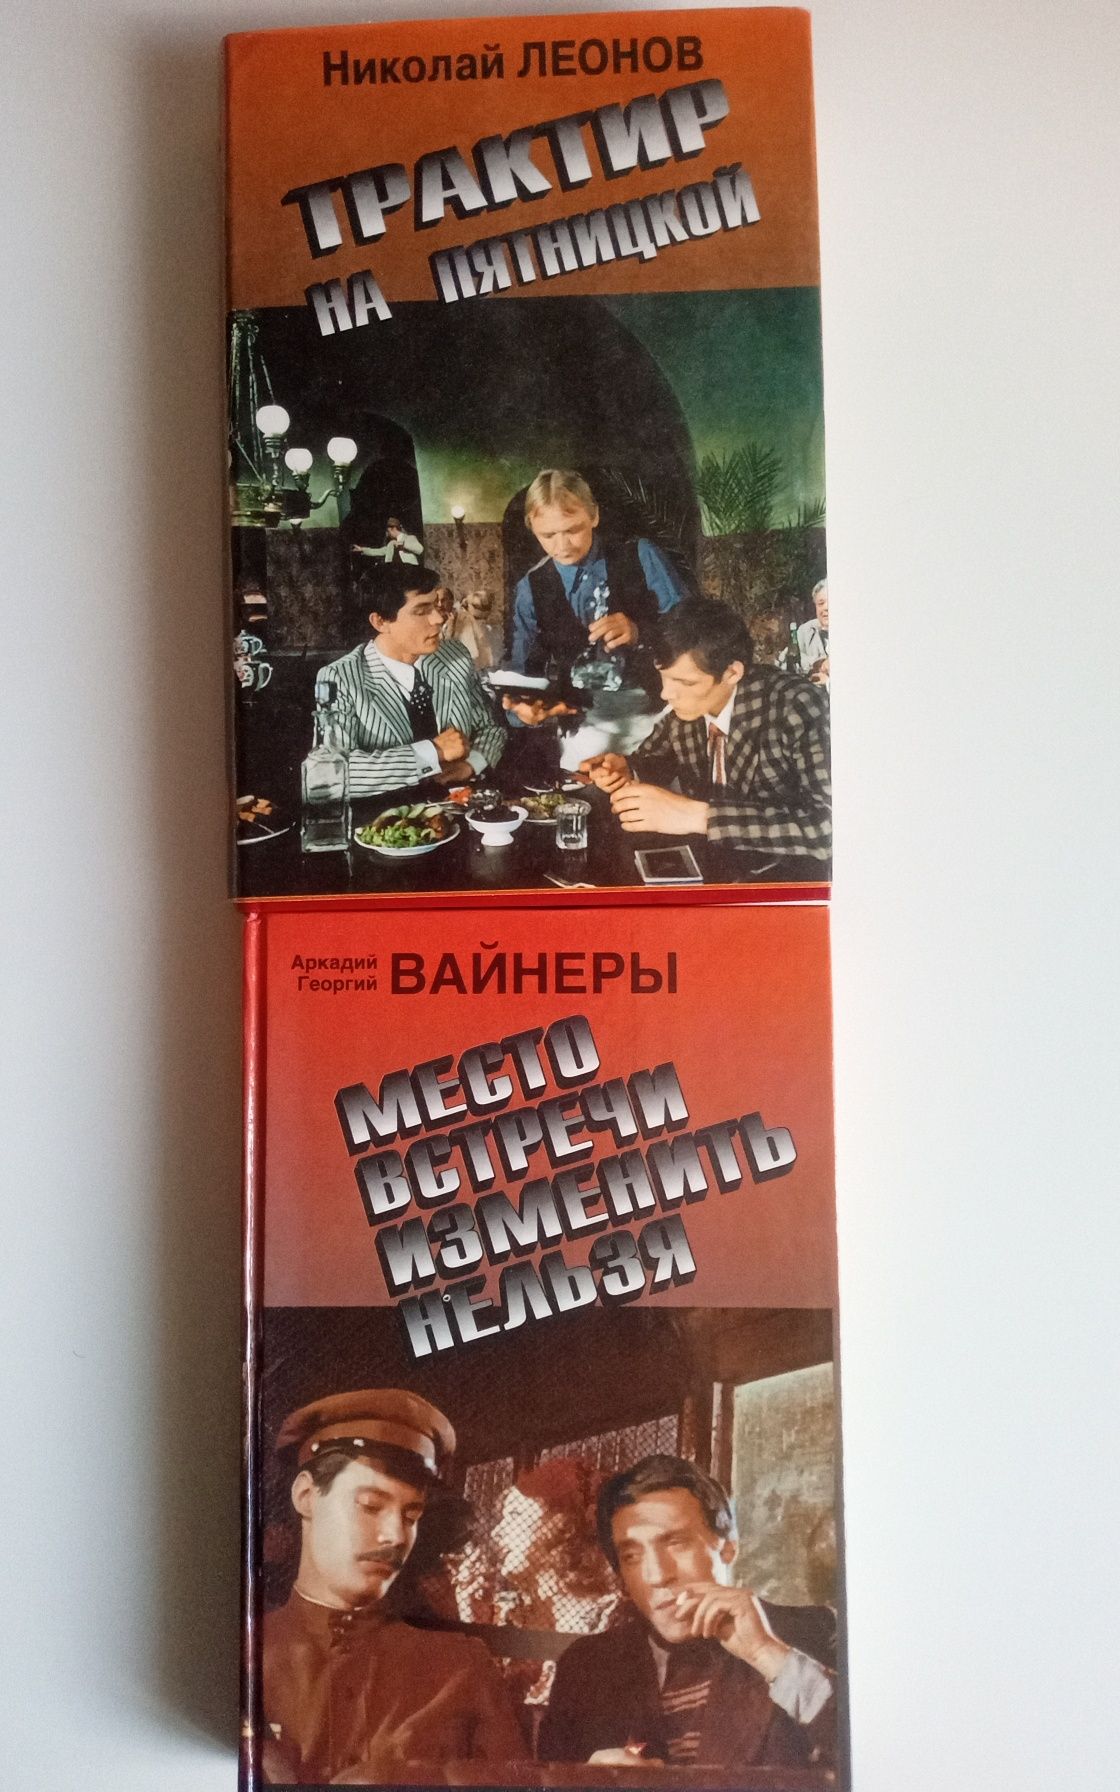 Николай ЛЕОНОВ
ТРАКТИР
НА ПЯТНИЦКОЙ
Аркадий
Георгий ВАЙНЕРЫ
МЕСТО
ВСТРЕЧИ
ИЗМЕНИТЬ
НЕЛЬЗЯ